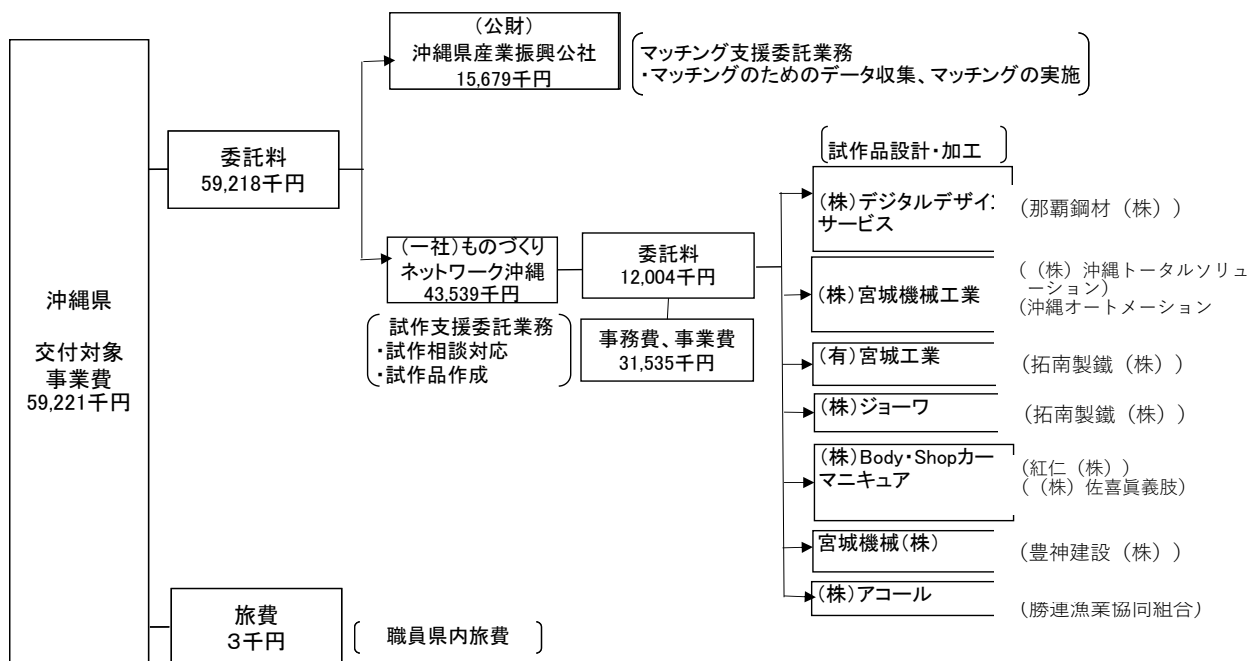 沖縄県
交付対象
事業費
59,221千円
委託料
59,218千円
（公財）
沖縄県産業振興公社
15,679千円
マッチング支援委託業務
・マッチングのためのデータ収集、マッチングの実施
（一社）ものづくり
ネットワーク沖縄
43,539千円
試作支援委託業務
・試作相談対応
・試作品作成
委託料
12,004千円
事務費、事業費
31,535千円
試作品設計・加工
（株）デジタルデザイン
サービス
（那覇鋼材（株））
（株）宮城機械工業
（（株）沖縄トータルソリュ
ーション）
（沖縄オートメーション
（有）宮城工業
（拓南製鐵（株））
（株）ジョーワ
（拓南製鐵（株））
（株）Body・Shopカー
マニキュア
（紅仁（株））
（（株）佐喜眞義肢）
宮城機械（株）
（豊神建設（株））
（株）アコール
（勝連漁業協同組合）
旅費
３千円
職員県内旅費